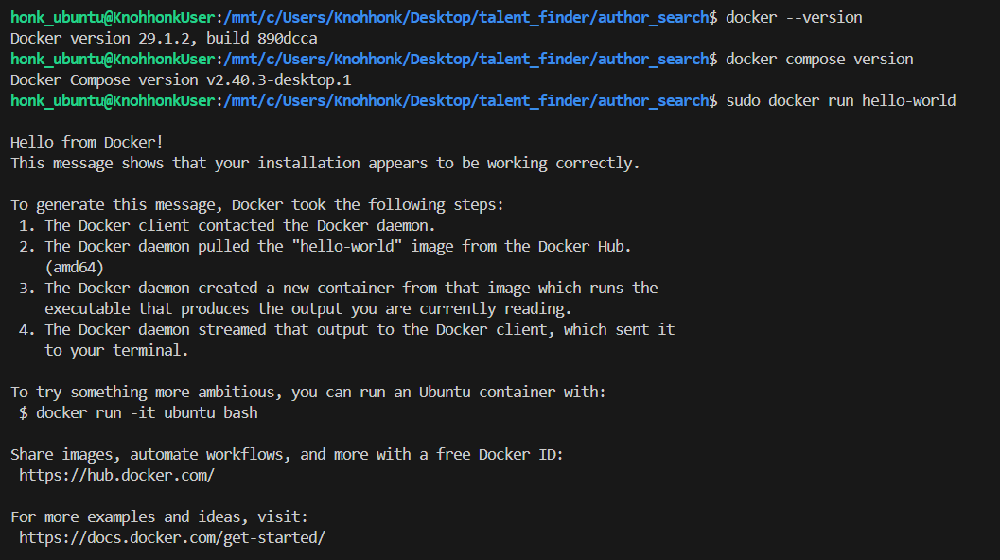 honk_ubuntu@KnohhonkUser:/mnt/c/Users/Knohhonk/Desktop/talent_finder/author_search$ docker --version
Docker version 29.1.2, build 890dcca
honk_ubuntu@KnohhonkUser:/mnt/c/Users/Knohhonk/Desktop/talent_finder/author_search$ docker compose version
Docker Compose version v2.40.3-desktop.1
honk_ubuntu@KnohhonkUser:/mnt/c/Users/Knohhonk/Desktop/talent_finder/author_search$ sudo docker run hello-world

Hello from Docker!
This message shows that your installation appears to be working correctly.

To generate this message, Docker took the following steps:
 1. The Docker client contacted the Docker daemon.
 2. The Docker daemon pulled the "hello-world" image from the Docker Hub.
    (amd64)
 3. The Docker daemon created a new container from that image which runs the
    executable that produces the output you are currently reading.
 4. The Docker daemon streamed that output to the Docker client, which sent it
    to your terminal.

To try something more ambitious, you can run an Ubuntu container with:
 $ docker run -it ubuntu bash

Share images, automate workflows, and more with a free Docker ID:
 https://hub.docker.com/

For more examples and ideas, visit:
 https://docs.docker.com/get-started/